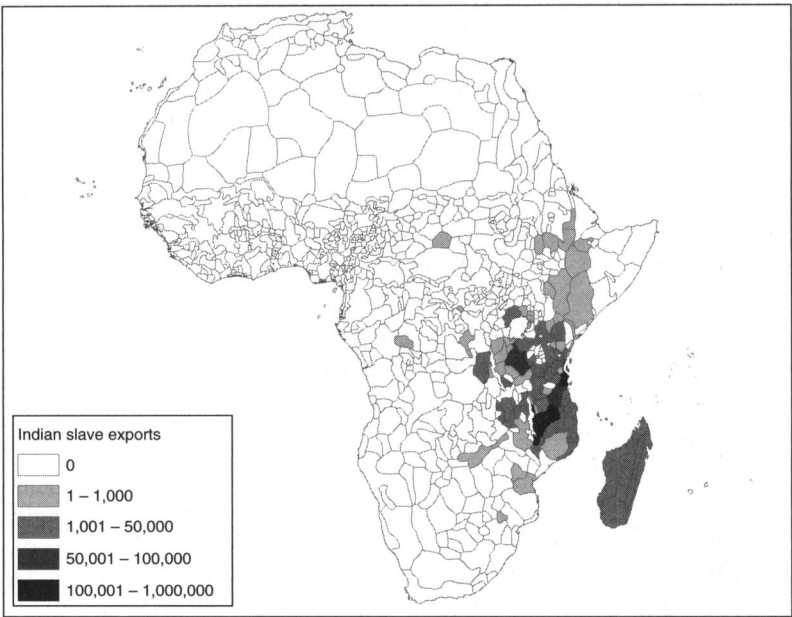 Indian slave exports
0
1 – 1,000
1,001 – 50,000
50,001 – 100,000
100,001 – 1,000,000